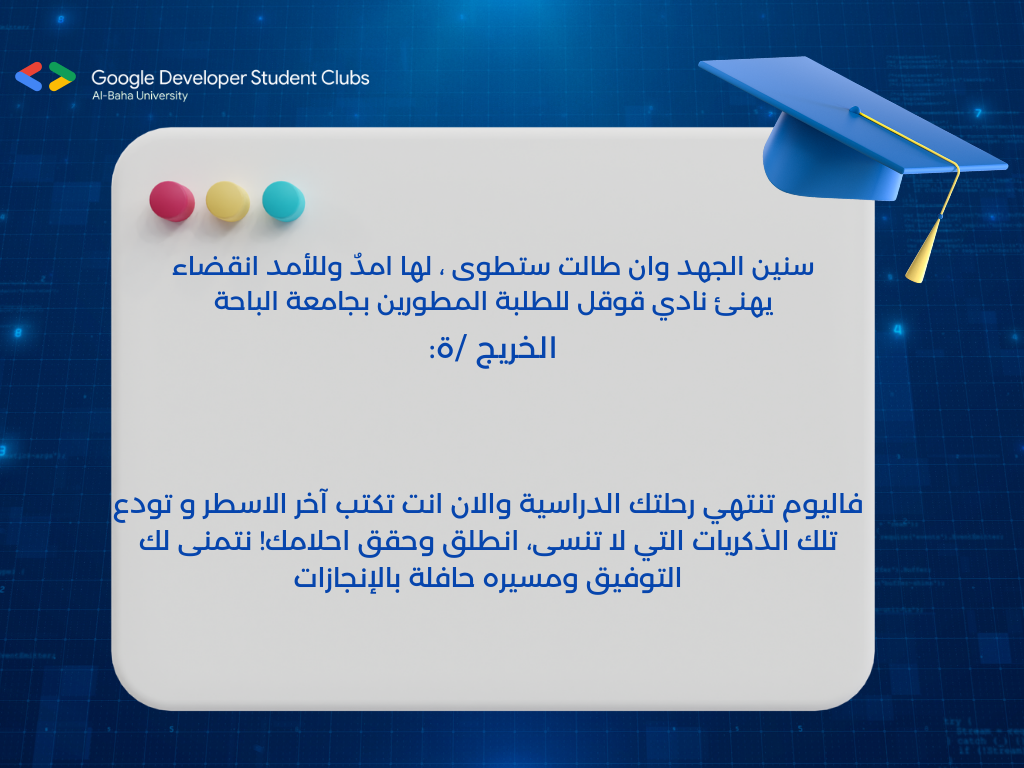 Google Developer Student Clubs
Al-Baha University
سنين الجهد وان طالت ستطوى ، لها امدٌ وللأمد انقضاء
يهنئ نادي قوقل للطلبة المطورين بجامعة الباحة
الخريج /ة:
فاليوم تنتهي رحلتك الدراسية والان انت تكتب آخر الاسطر و تودع
تلك الذكريات التي لا تنسى، انطلق وحقق احلامك! نتمنى لك
التوفيق ومسيره حافلة بالإنجازات